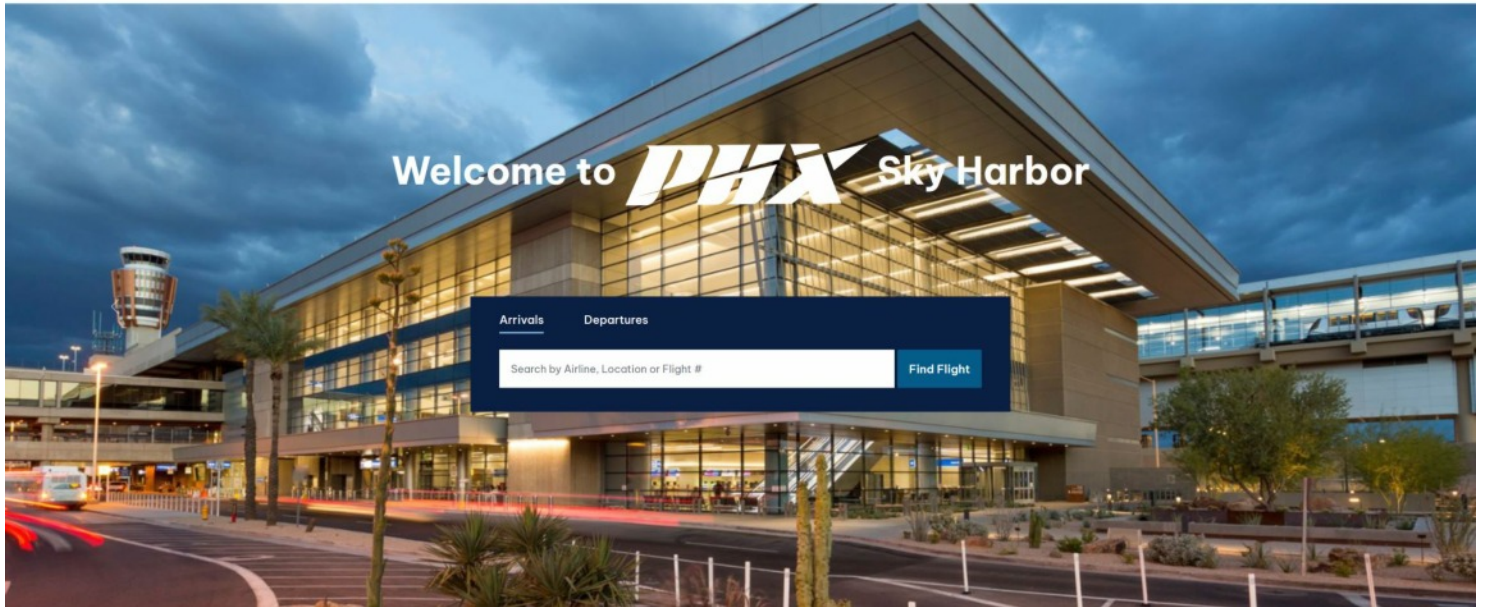 Welcome to PHX Sky Harbor
Arrivals Departures
Search by Airline, Location or Flight # Find Flight